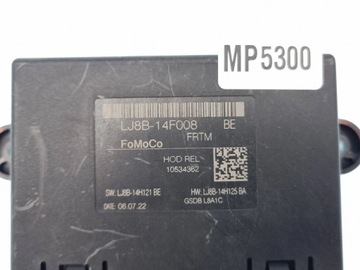 MP5300
LJ8B-14F008 BE
FRTM
FoMoCo
HOD REL
10534362
SW: LJ8B-14H121 BE HW: LJ8B-14H125 BA
DATE: 06.07.22 GSDB L8A1C